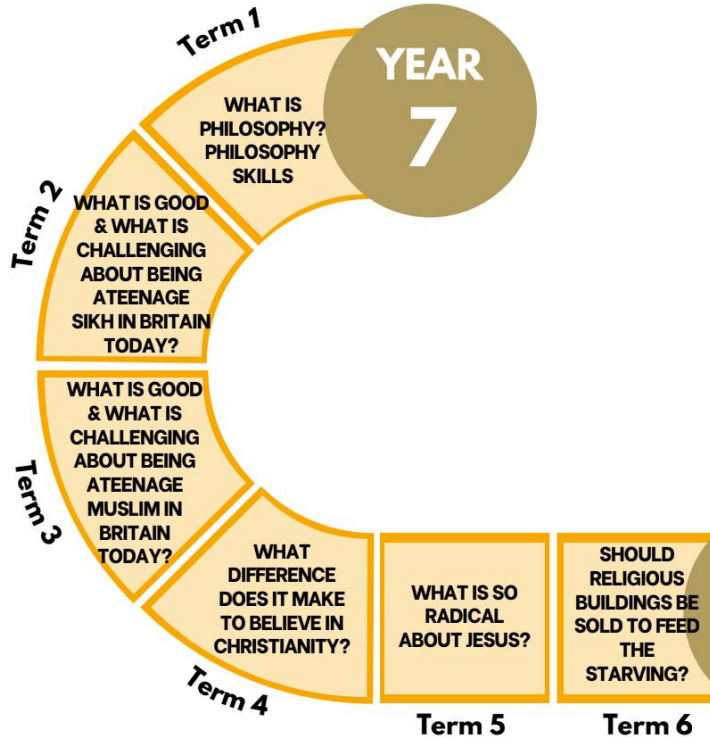 YEAR
7
Term 1
WHAT IS
PHILOSOPHY?
PHILOSOPHY
SKILLS
Term 2
WHAT IS GOOD
& WHAT IS
CHALLENGING
ABOUT BEING
ATEENAGE
SIKH IN BRITAIN
TODAY?
Term 3
WHAT IS GOOD
& WHAT IS
CHALLENGING
ABOUT BEING
ATEENAGE
MUSLIM IN
BRITAIN
TODAY?
Term 4
WHAT
DIFFERENCE
DOES IT MAKE
TO BELIEVE IN
CHRISTIANITY?
WHAT IS SO
RADICAL
ABOUT JESUS?
Term 5
SHOULD
RELIGIOUS
BUILDINGS BE
SOLD TO FEED
THE
STARVING?
Term 6